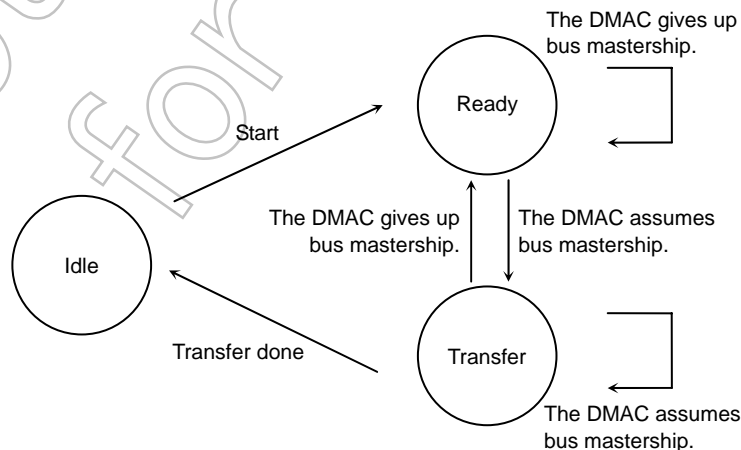 The DMAC gives up
bus mastership.
Ready
Start
The DMAC gives up
bus mastership.
The DMAC assumes
bus mastership.
Idle
Transfer done
Transfer
The DMAC assumes
bus mastership.
for